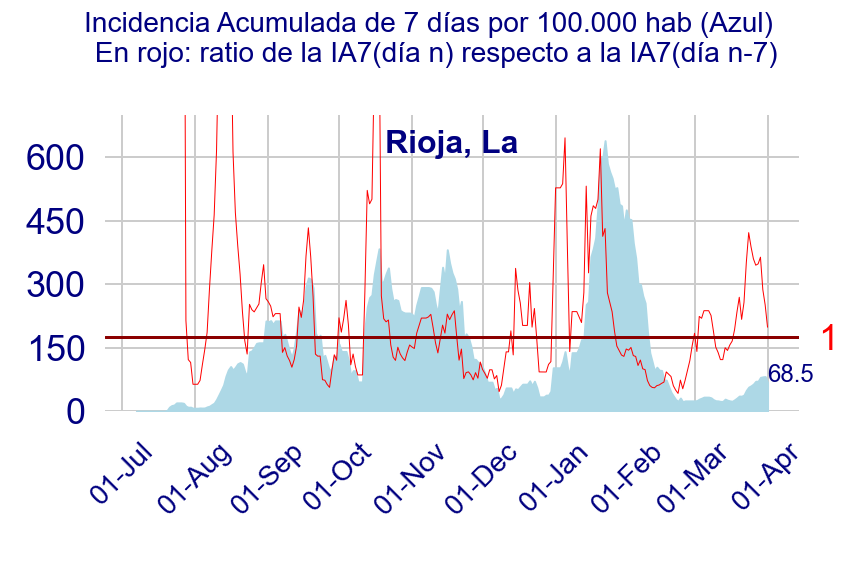 Incidencia Acumulada de 7 días por 100.000 hab (Azul)
En rojo: ratio de la IA7(día n) respecto a la IA7(día n-7)
Rioja, La
600
450
300
150
0
1
68.5
01-Jul
01-Aug
01-Sep
01-Oct
01-Nov
01-Dec
01-Jan
01-Feb
01-Mar
01-Apr